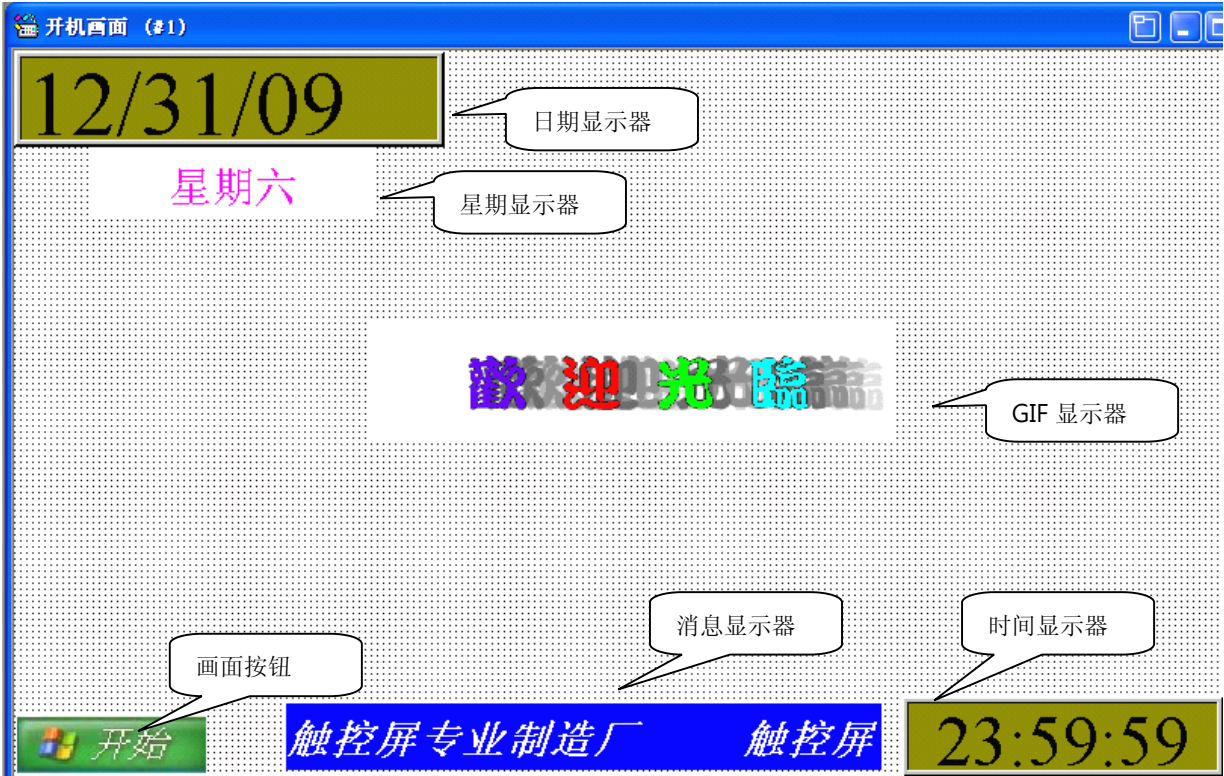 开机画面 (#1)
12/31/09
日期显示器
星期六
星期显示器
歡迎光臨
GIF 显示器
消息显示器
时间显示器
画面按钮
开始
触控屏专业制造厂 触控屏
23:59:59